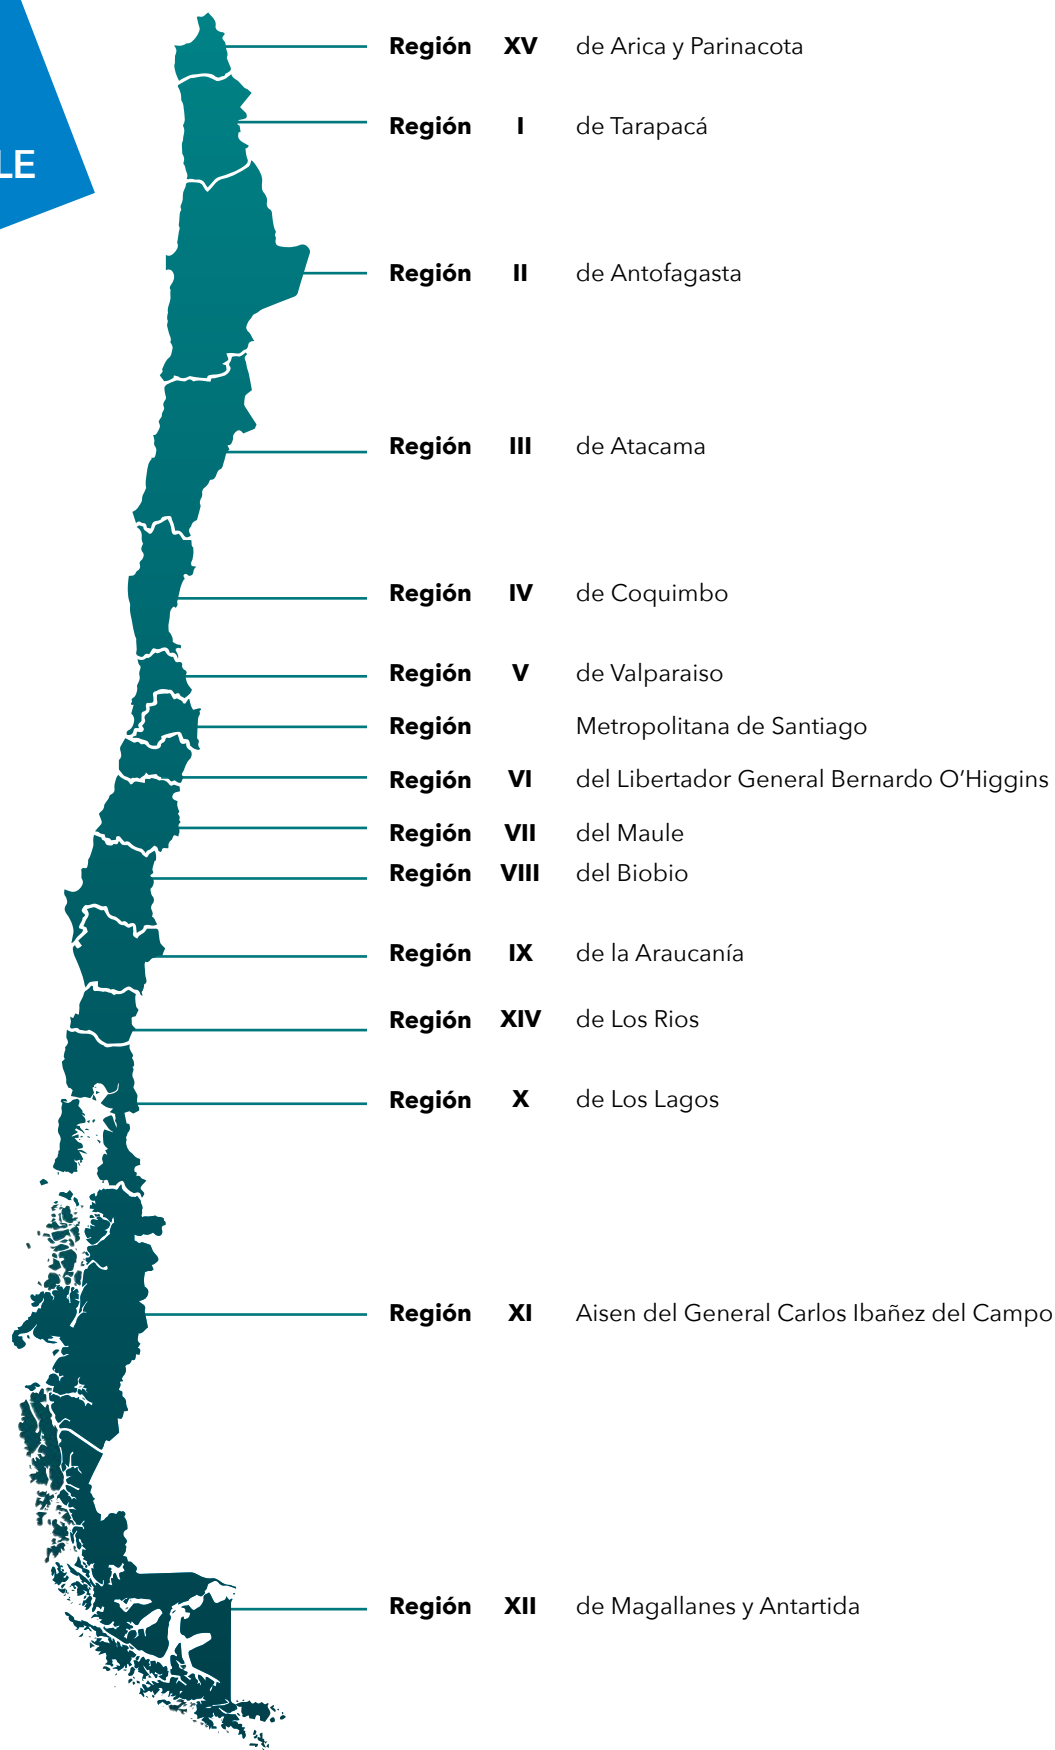 LE
Región XV de Arica y Parinacota
Región I de Tarapacá
Región II de Antofagasta
Región III de Atacama
Región IV de Coquimbo
Región V de Valparaiso
Región Metropolitana de Santiago
Región VI del Libertador General Bernardo O’Higgins
Región VII del Maule
Región VIII del Biobio
Región IX de la Araucanía
Región XIV de Los Rios
Región X de Los Lagos
Región XI Aisen del General Carlos Ibañez del Campo
Región XII de Magallanes y Antartida